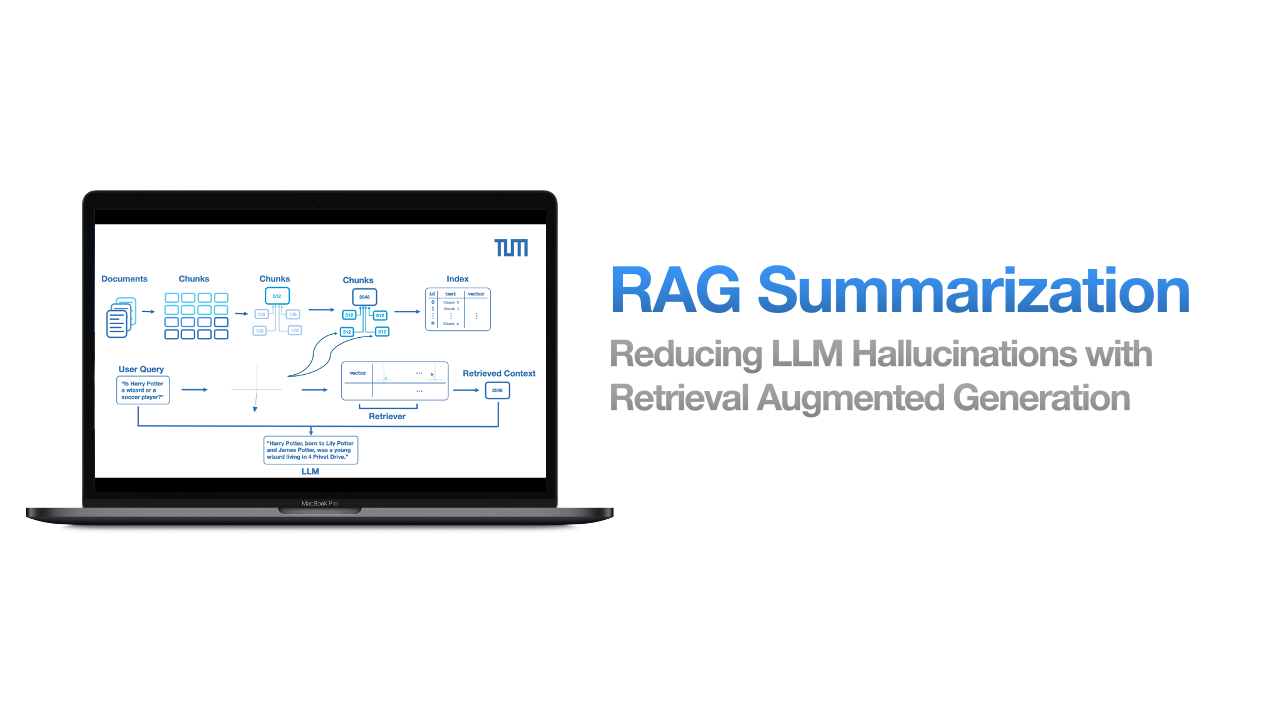 TUM
Documents
Chunks
Chunks
Chunks
Index
512
128
128
128
128
2048
512
512
512
512
id text vector
0 Chunk 0
1 Chunk 1
⋮ ⋮ ⋮
n Chunk n
User Query
"Is Harry Potter
a wizard or a
soccer player?"
vector
...
...
Retriever
Retrieved Context
2048
"Harry Potter, born to Lily Potter
and James Potter, was a young
wizard living in 4 Privet Drive."
LLM
MacBook Pro
RAG Summarization
Reducing LLM Hallucinations with
Retrieval Augmented Generation